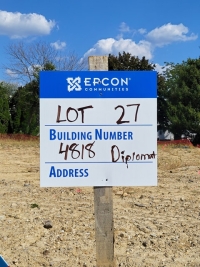 EPCON
COMMUNITIES
LOT 27
BUILDING NUMBER
4818 Diplomat
ADDRESS